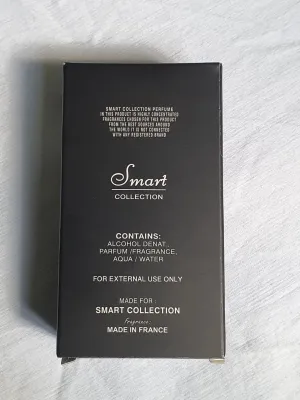 SMART COLLECTION PERFUMS
IN THIS PRODUCT IS HIGHLY CONCENTRATED
FRAGRANCES CHOSEN FOR THIS PRODUCT
FROM THE BEST SOURCES AROUND
THE WORLD IT IS NOT CONNECTED
WITH ANY REGISTERED BRAND
Smart
COLLECTION
CONTAINS:
ALCOHOL DENAT.,
PARFUM /FRAGRANCE,
AQUA / WATER
FOR EXTERNAL USE ONLY
MADE FOR :
SMART COLLECTION
Fragrance:
MADE IN FRANCE